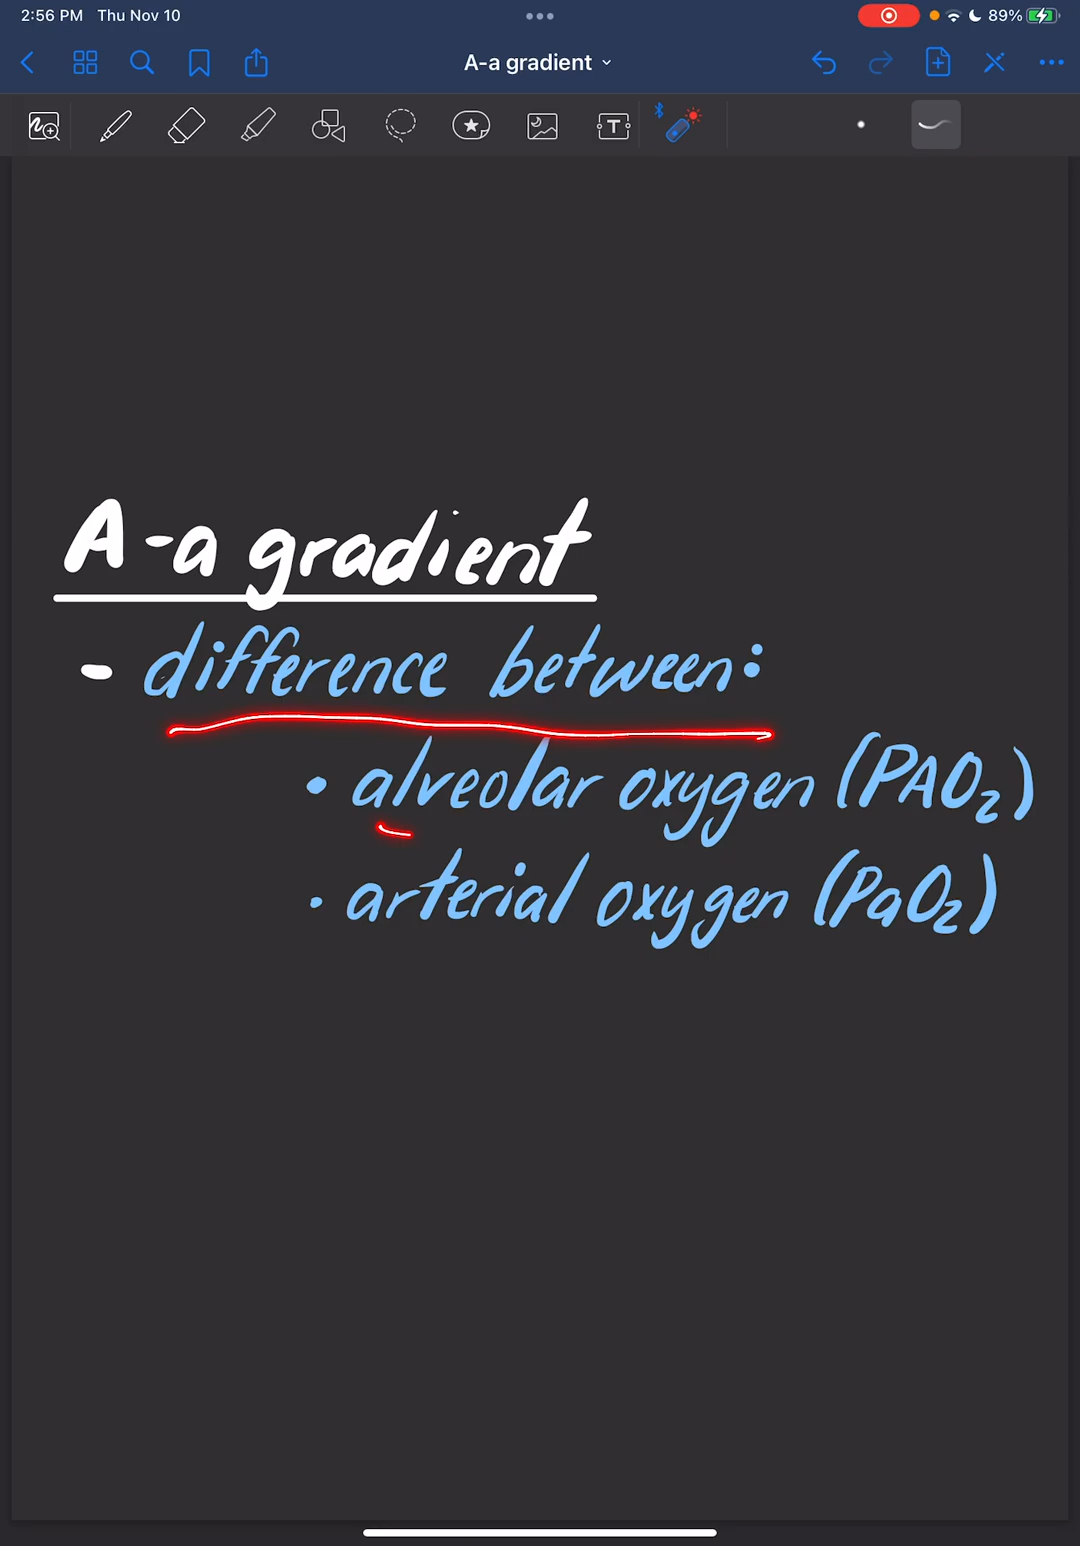 2:56 PM Thu Nov 10 89%
A-a gradient
T
A-a gradient
- difference between:
• alveolar oxygen (PAO₂)
• arterial oxygen (PaO₂)